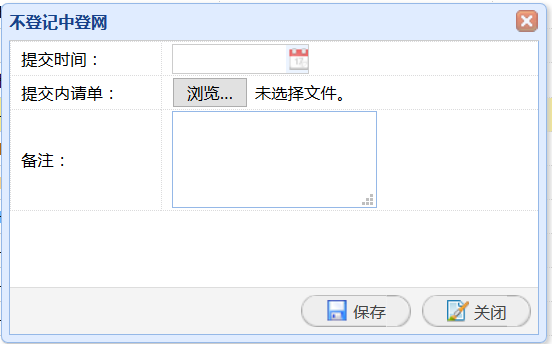 不登记中登网
提交时间：
提交内请单：
浏览... 未选择文件。
备注：
保存
关闭